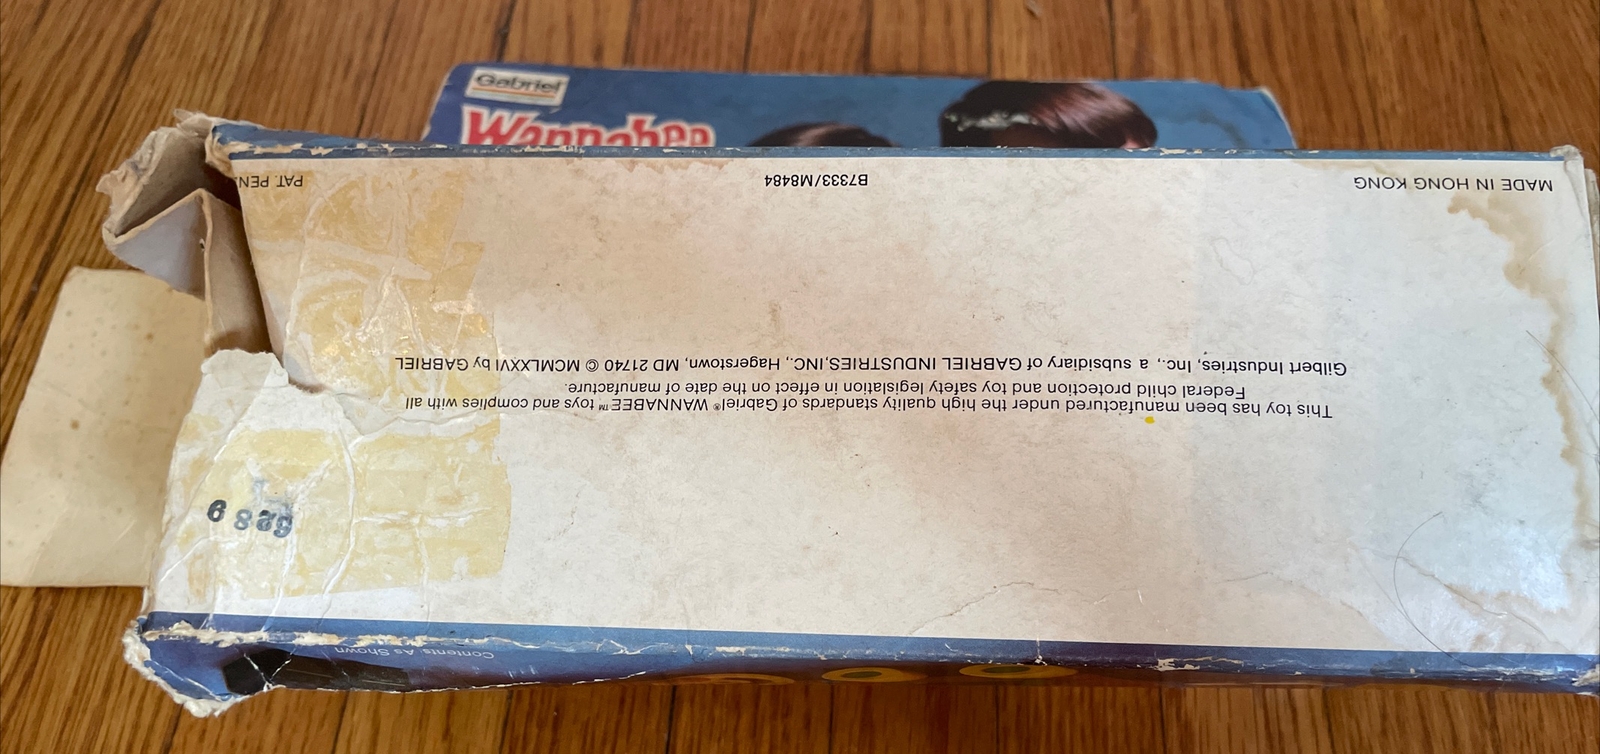 Gabriel
Wannabee
This toy has been manufactured under the high quality standards of Gabriel® WANNABEE™ toys and complies with all
Federal child protection and toy safety legislation in effect on the date of manufacture.
Gilbert Industries, Inc., a subsidiary of GABRIEL INDUSTRIES,INC., Hagerstown, MD 21740 © MCMLXXVI by GABRIEL
MADE IN HONG KONG
B7333/M8484
PAT. PEN
Contents As Shown